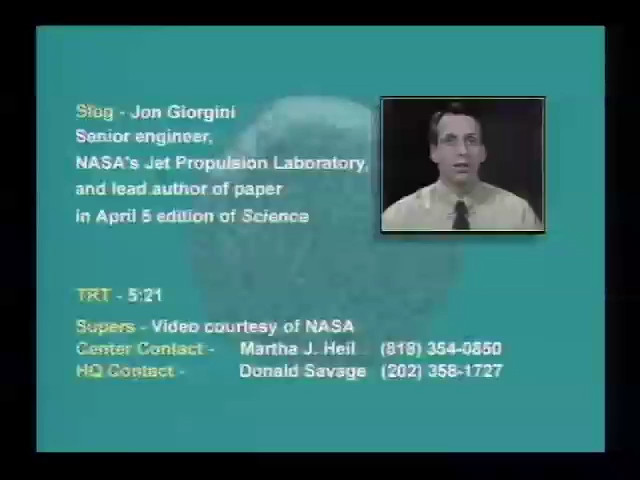 Slug - Jon Giorgini
Senior engineer,
NASA's Jet Propulsion Laboratory,
and lead author of paper
in April 5 edition of Science
TRT - 5:21
Supers - Video courtesy of NASA
Center Contact - Martha J. Heil (818) 354-0850
HQ Contact - Donald Savage (202) 358-1727